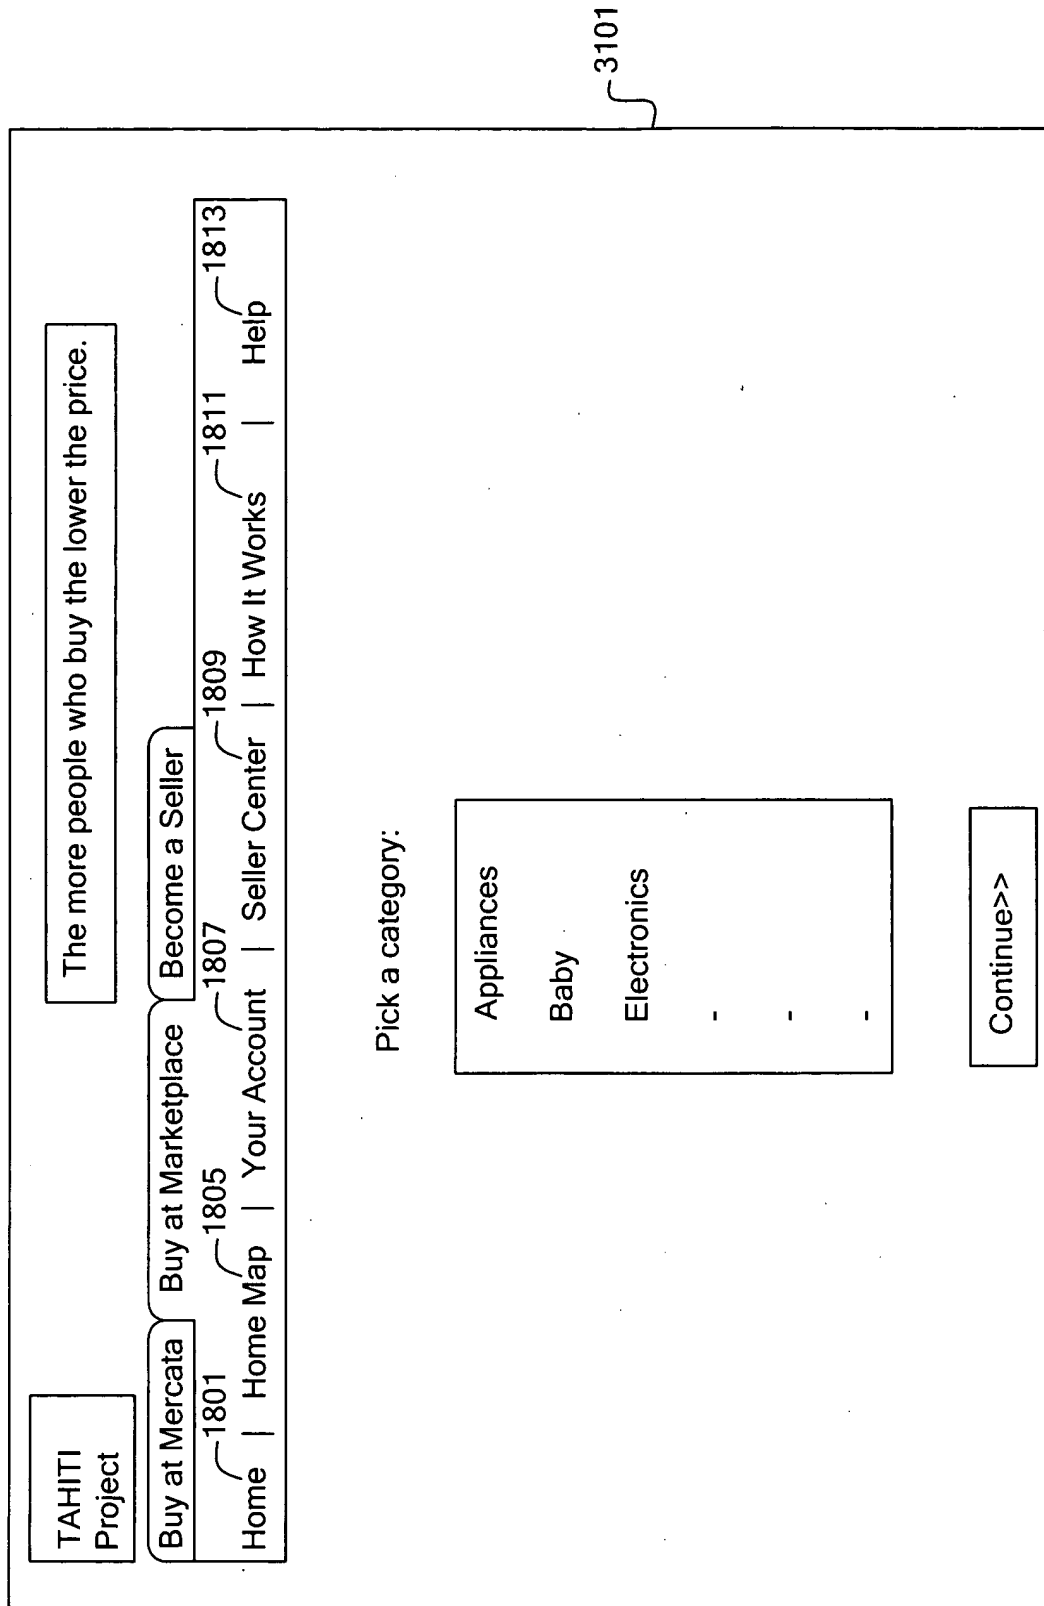 TAHITI
Project
The more people who buy the lower the price.
Buy at Mercata
Buy at Marketplace
Become a Seller
1801
1805
1807
1809
1811
1813
Home | Home Map | Your Account | Seller Center | How It Works | Help
Pick a category:
Appliances
Baby
Electronics
-
-
-
Continue>>
3101